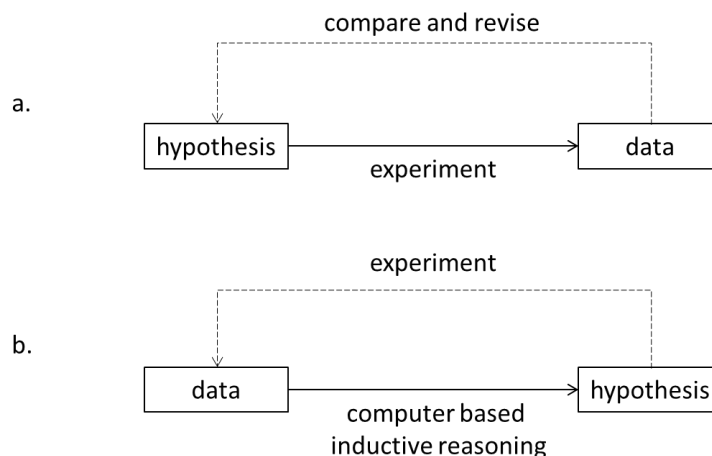 compare and revise
a.
hypothesis
data
experiment
experiment
b.
data
hypothesis
computer based
inductive reasoning